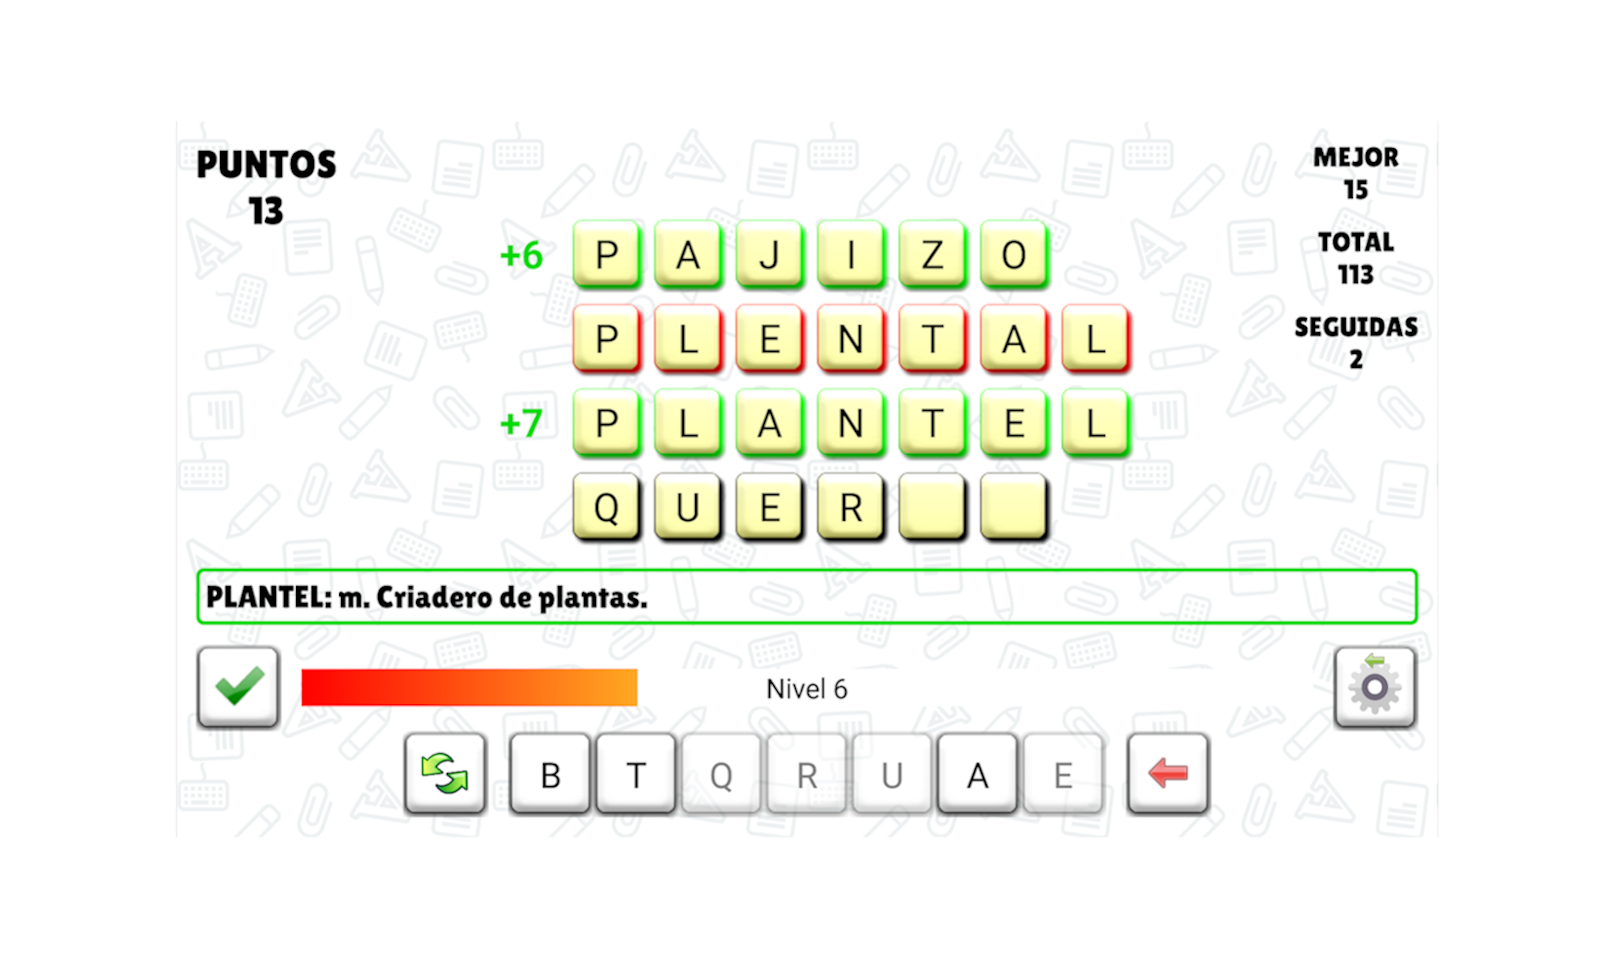 PUNTOS
13
MEJOR
15
TOTAL
113
SEGUIDAS
2
+6 P A J I Z O
P L E N T A L
+7 P L A N T E L
Q U E R
PLANTEL: m. Criadero de plantas.
Nivel 6
B T Q R U A E